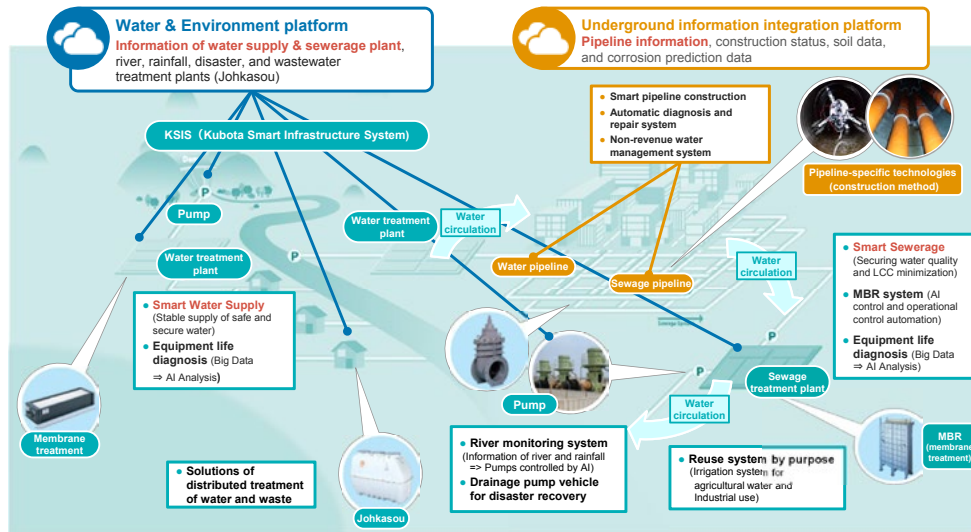 Water & Environment platform
Information of water supply & sewerage plant,
river, rainfall, disaster, and wastewater
treatment plants (Johkasou)
Underground information integration platform
Pipeline information, construction status, soil data,
and corrosion prediction data
KSIS (Kubota Smart Infrastructure System)
• Smart pipeline construction
• Automatic diagnosis and
repair system
• Non-revenue water
management system
Pipeline-specific technologies
(construction method)
P
Pump
Water treatment
plant
Water treatment
plant
P
P
Water
circulation
Water pipeline
Sewage pipeline
Water
circulation
• Smart Sewerage
(Securing water quality
and LCC minimization)
• MBR system (AI
control and operational
control automation)
• Equipment life
diagnosis (Big Data
⇒ AI Analysis)
• Smart Water Supply
(Stable supply of safe and
secure water)
• Equipment life
diagnosis (Big Data
⇒ AI Analysis)
P
P
P
Sewage
treatment plant
Water
circulation
Pump
Membrane
treatment
• Solutions of
distributed treatment
of water and waste
Johkasou
• River monitoring system
(Information of river and rainfall
=> Pumps controlled by AI)
• Drainage pump vehicle
for disaster recovery
• Reuse system by purpose
(Irrigation system for
agricultural water and
Industrial use)
MBR
(membrane
treatment)